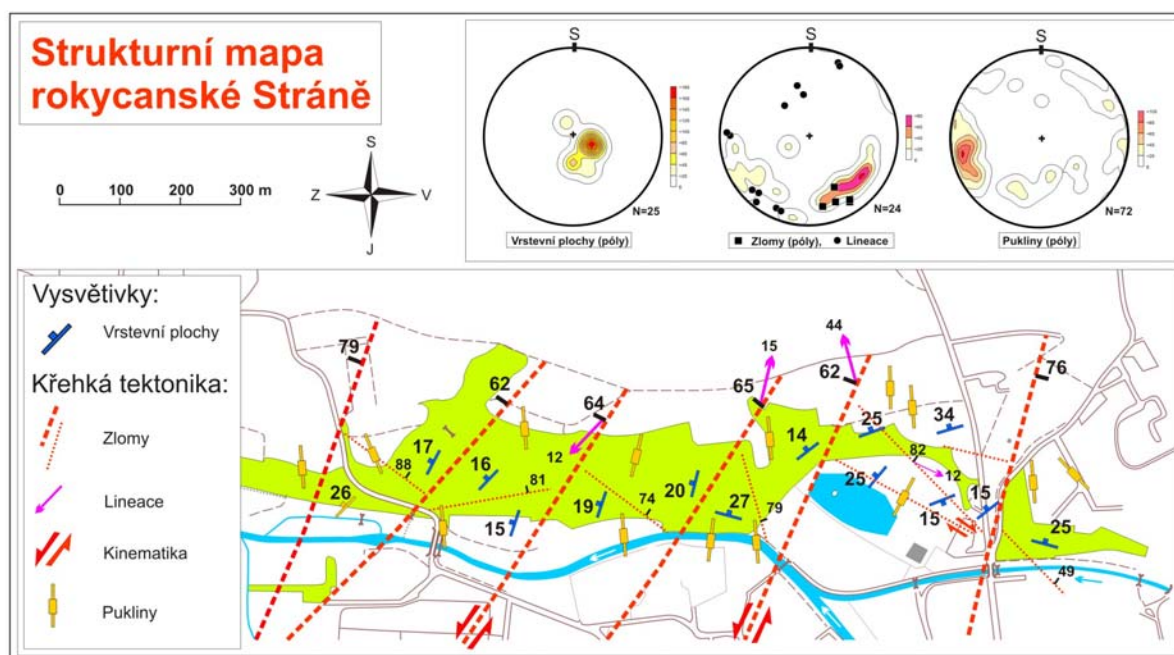 Strukturní mapa
rokycanské Stráně
0 100 200 300 m
S
Z V
J
S
N=25
Vrstevní plochy (póly)
S
N=24
Zlomy (póly), Lineace
S
N=72
Pukliny (póly)
Vysvětivky:
Vrstevní plochy
Křehká tektonika:
Zlomy
Lineace
Kinematika
Pukliny
79
62
64
15
65
44
62
76
17
88
16
12
81
14
25
34
82
12
26
15
19
74
20
27
79
25
15
15
25
49